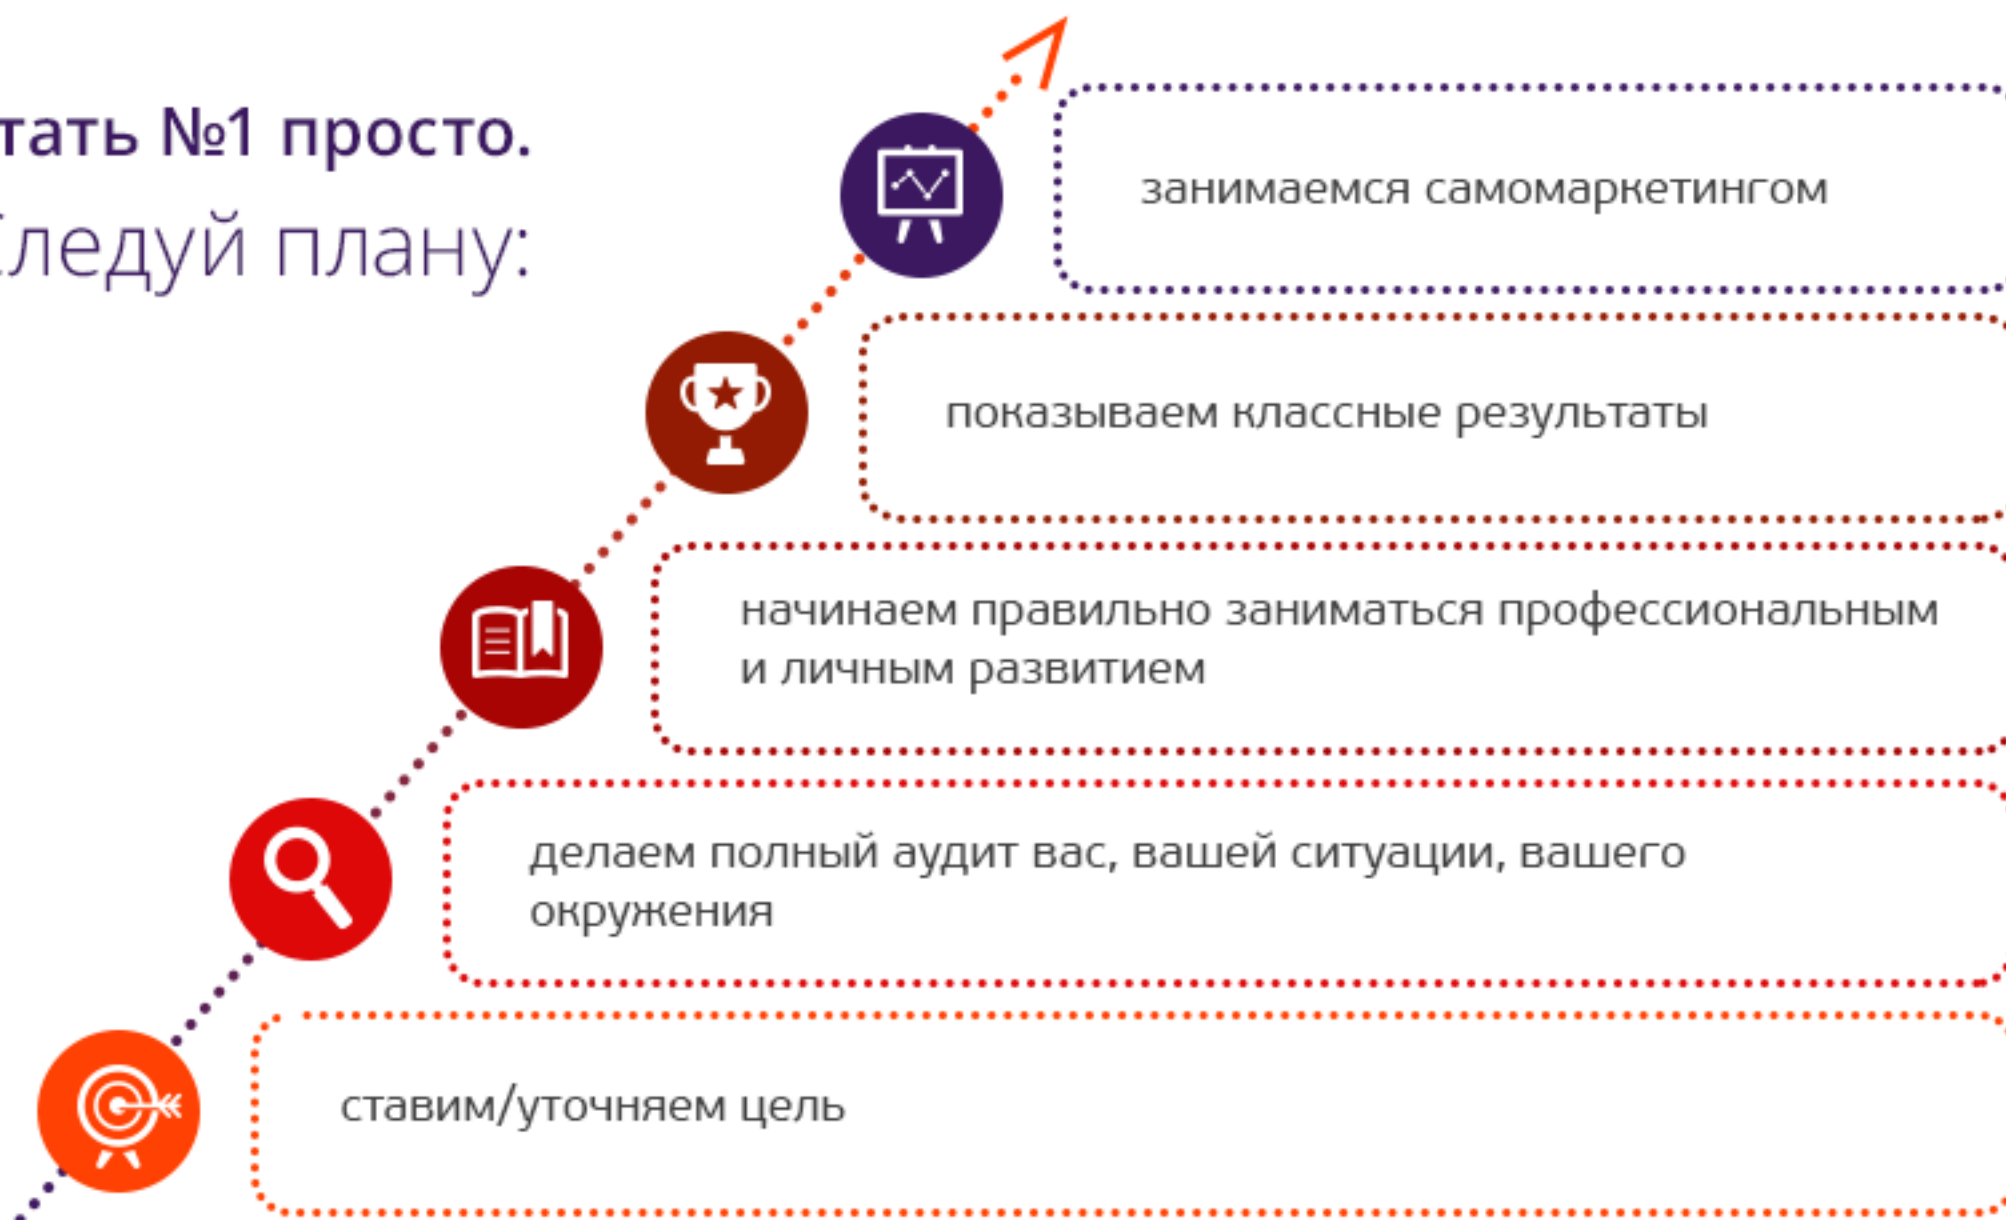 тать №1 просто.
ледуй плану:
занимаемся самомаркетингом
показываем классные результаты
начинаем правильно заниматься профессиональным
и личным развитием
делаем полный аудит вас, вашей ситуации, вашего
окружения
ставим/уточняем цель